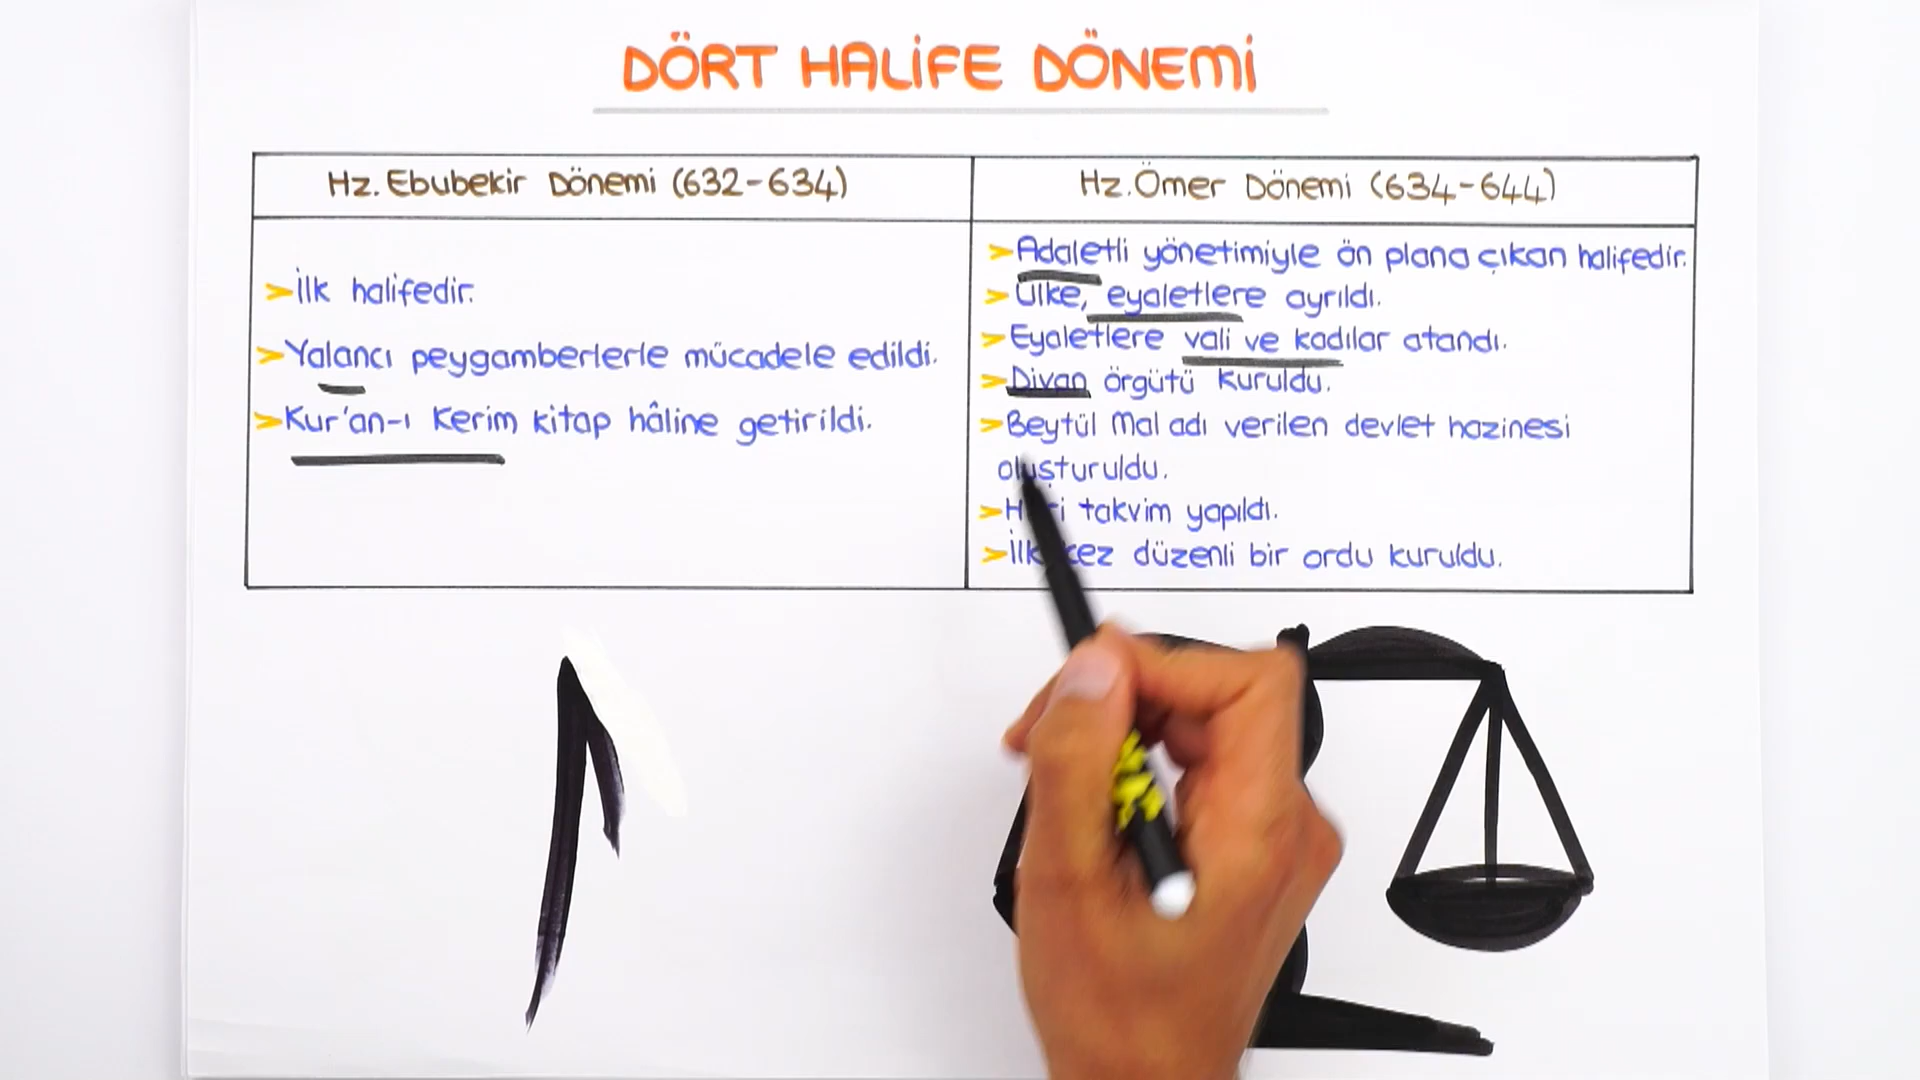 DÖRT HALİFE DÖNEMİ
Hz. Ebubekir Dönemi (632-634)
➤İlk halifedir.
➤Yalancı peygamberlerle mücadele edildi.
➤Kur'an-ı Kerim kitap hâline getirildi.
Hz. Ömer Dönemi (634-644)
➤Adaletli yönetimiyle ön plana çıkan halifedir.
➤Ülke, eyaletlere ayrıldı.
➤Eyaletlere vali ve kadılar atandı.
➤Divan örgütü kuruldu.
➤Beytül Mal adı verilen devlet hazinesi
oluşturuldu.
➤takvim yapıldı.
➤İlk kez düzenli bir ordu kuruldu.